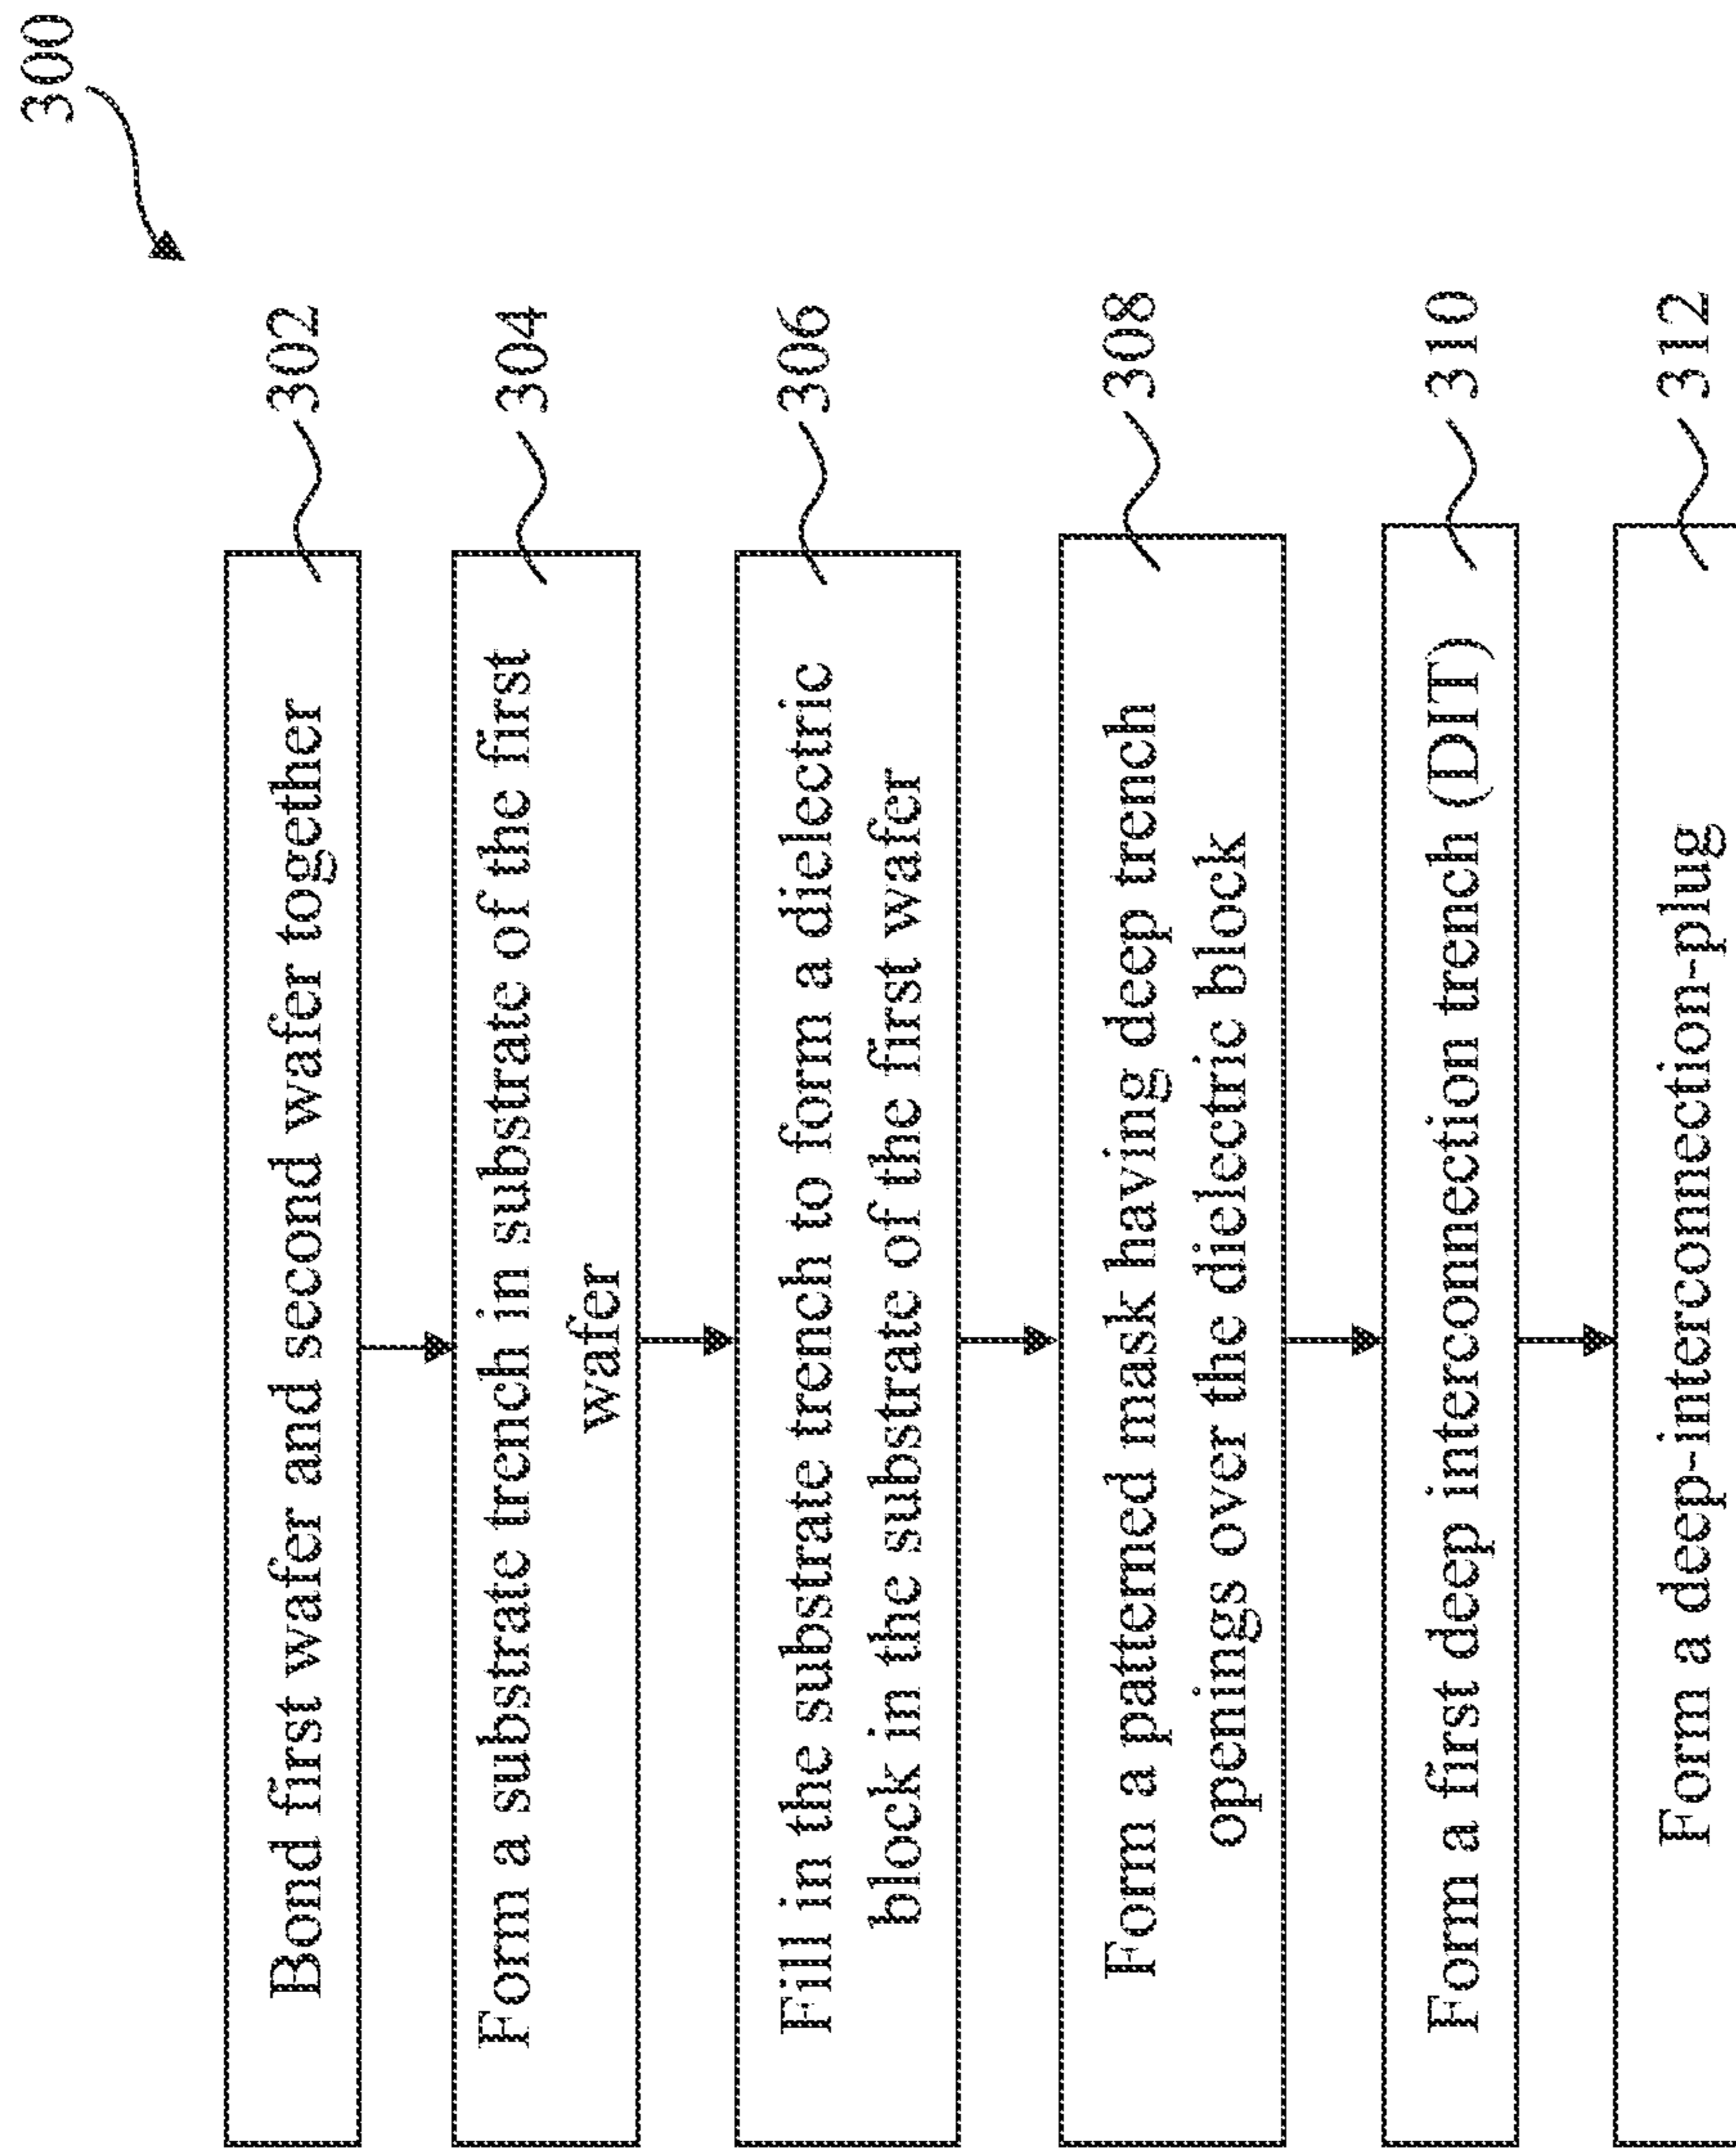 300
Bond first wafer and second wafer together
302
Form a substrate trench in substrate of the first
wafer
304
Fill in the substrate trench to form a dielectric
block in the substrate of the first wafer
306
Form a patterned mask having deep trench
openings over the dielectric block
308
Form a first deep interconnection trench (DIT)
310
Form a deep-interconnection-plug
312